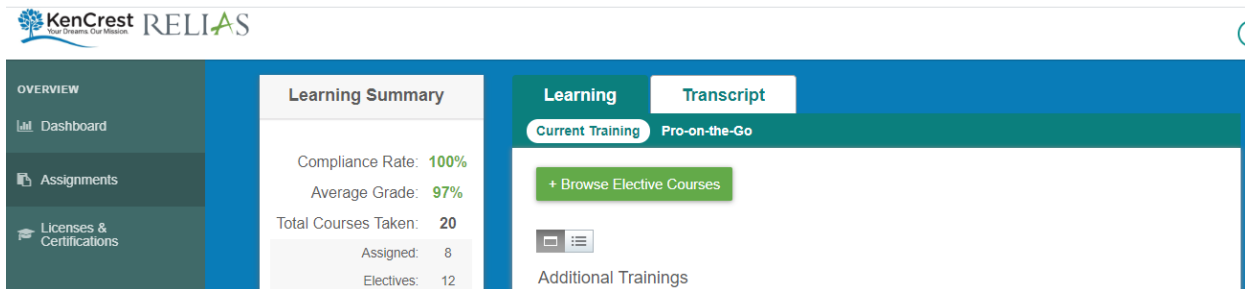 KenCrest RELIAS
Your Dreams. Our Mission.
OVERVIEW
Dashboard
Assignments
Licenses &
Certifications
Learning Summary
Compliance Rate: 100%
Average Grade: 97%
Total Courses Taken: 20
Assigned: 8
Electives: 12
Learning Transcript
Current Training Pro-on-the-Go
+ Browse Elective Courses
Additional Trainings